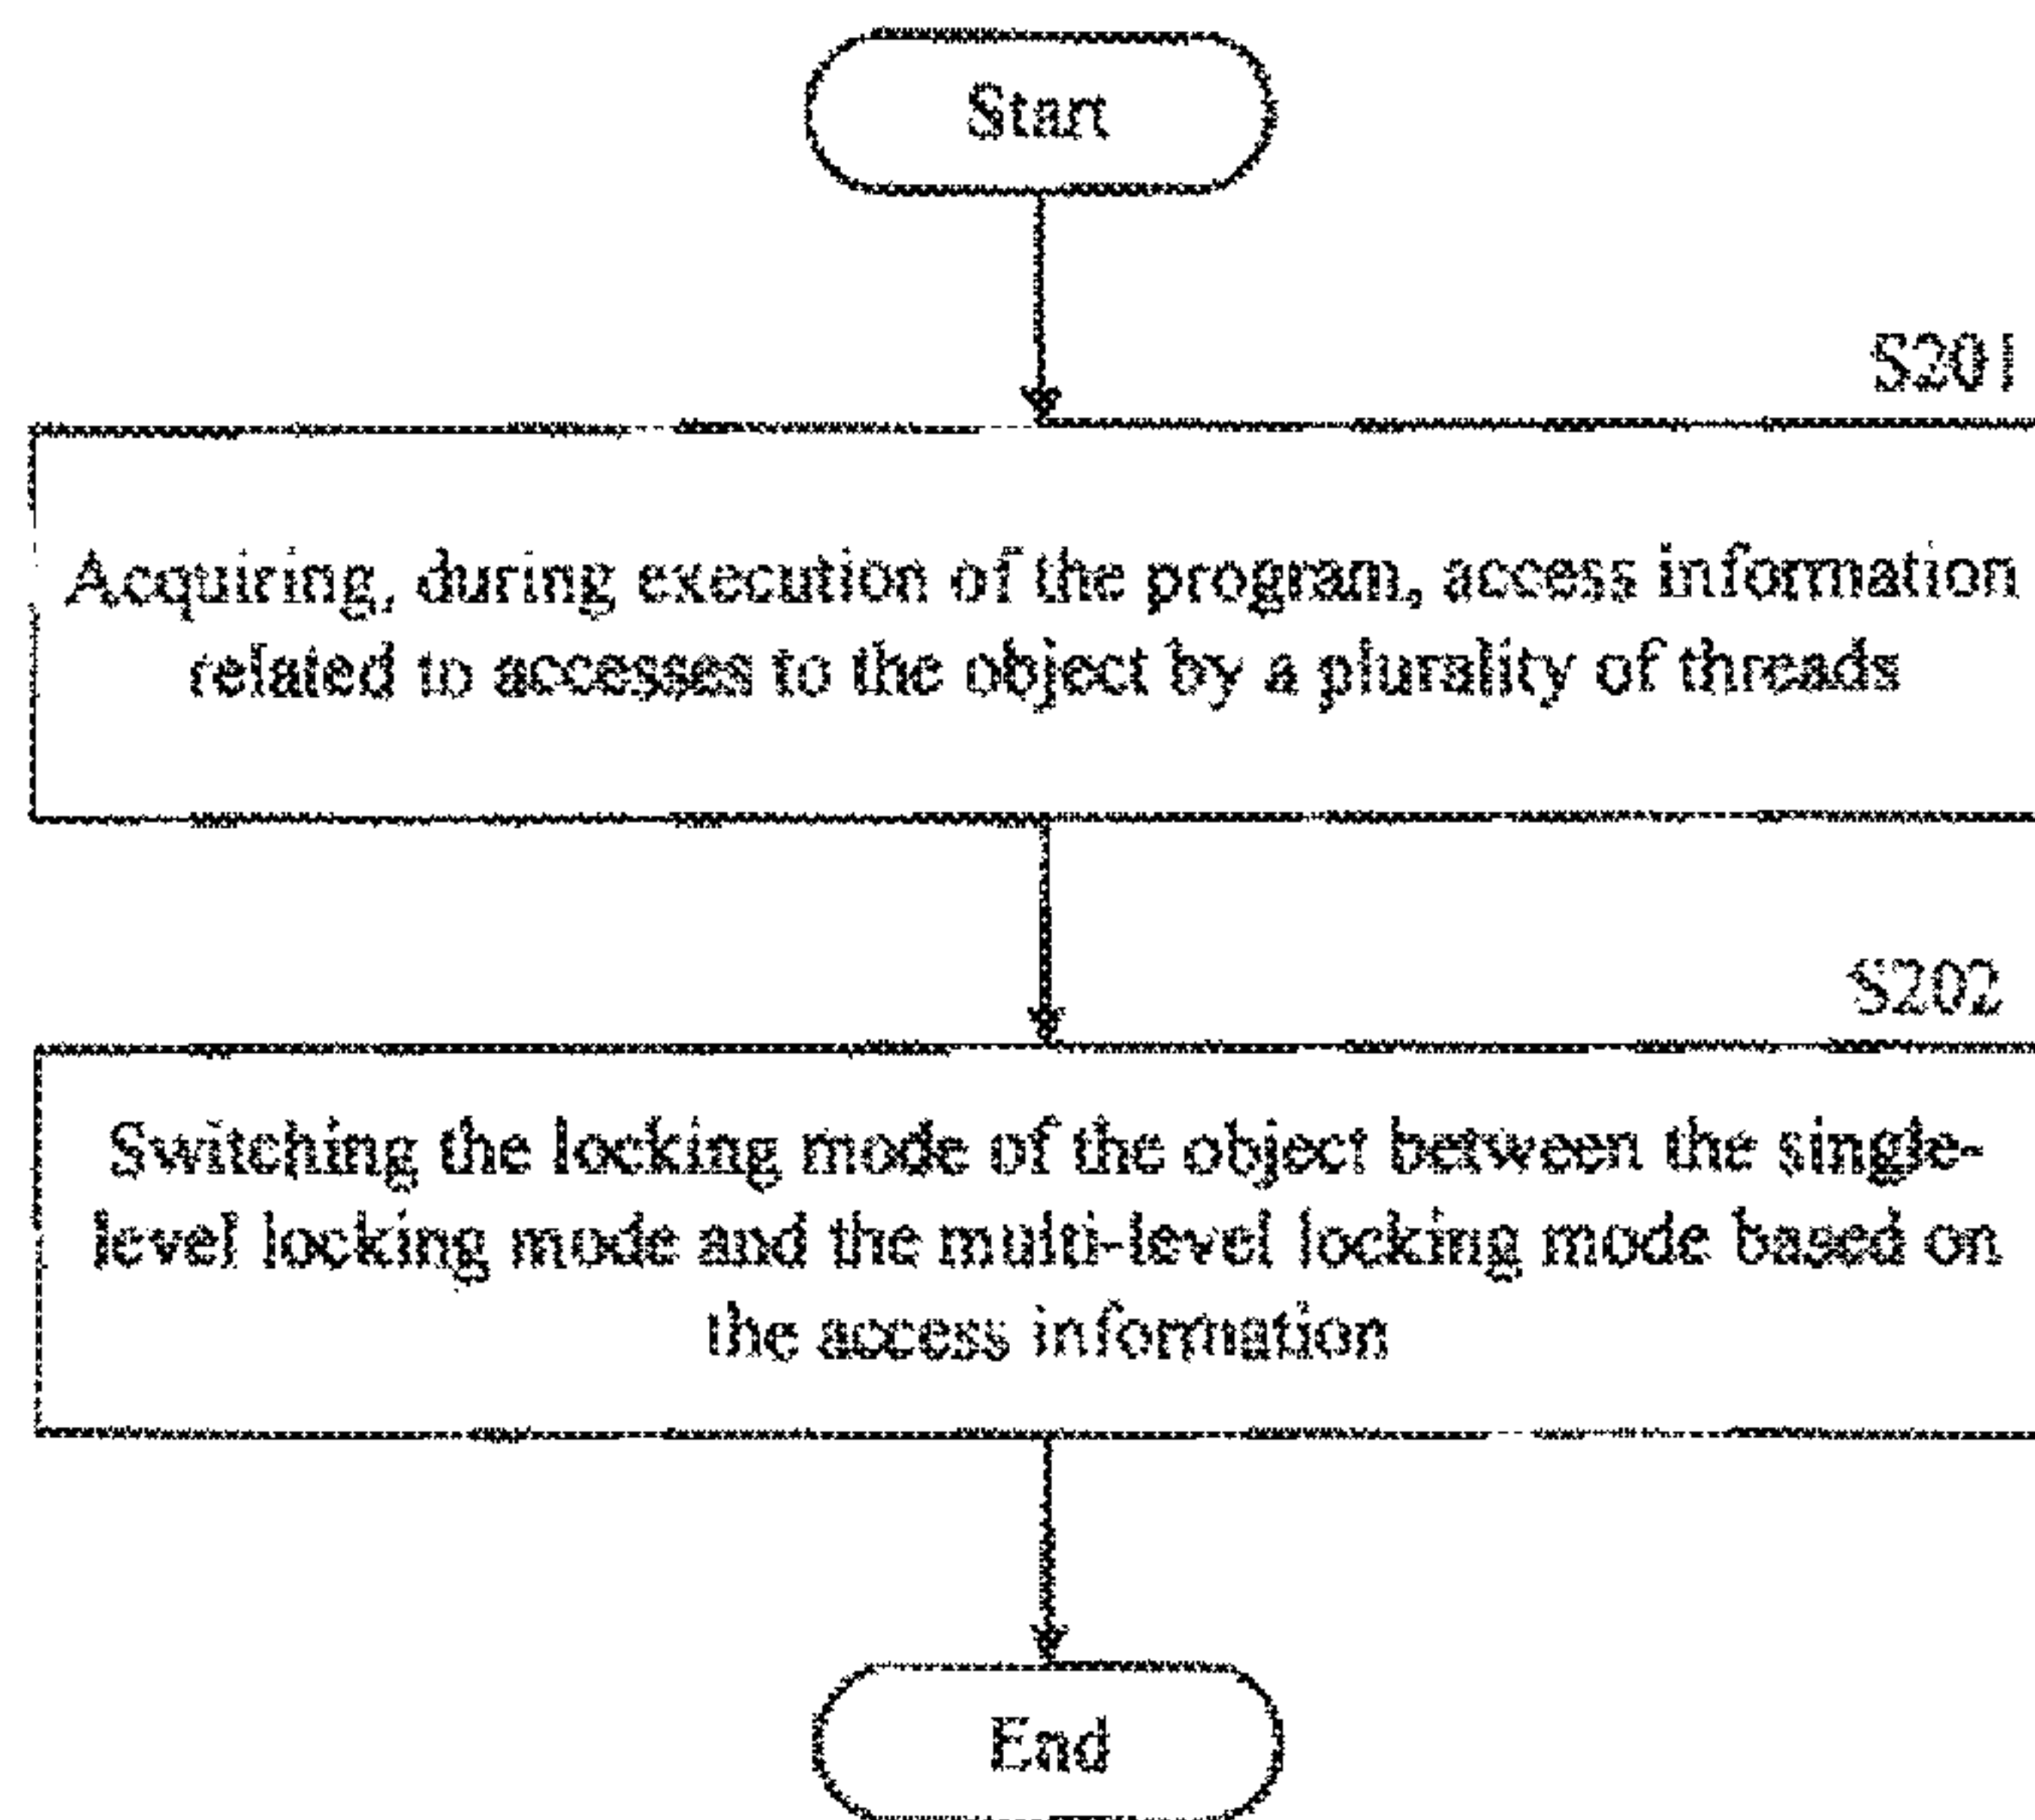 Start
S201
Acquiring, during execution of the program, access information
related to accesses to the object by a plurality of threads
S202
Switching the locking mode of the object between the single-
level locking mode and the multi-level locking mode based on
the access information
End